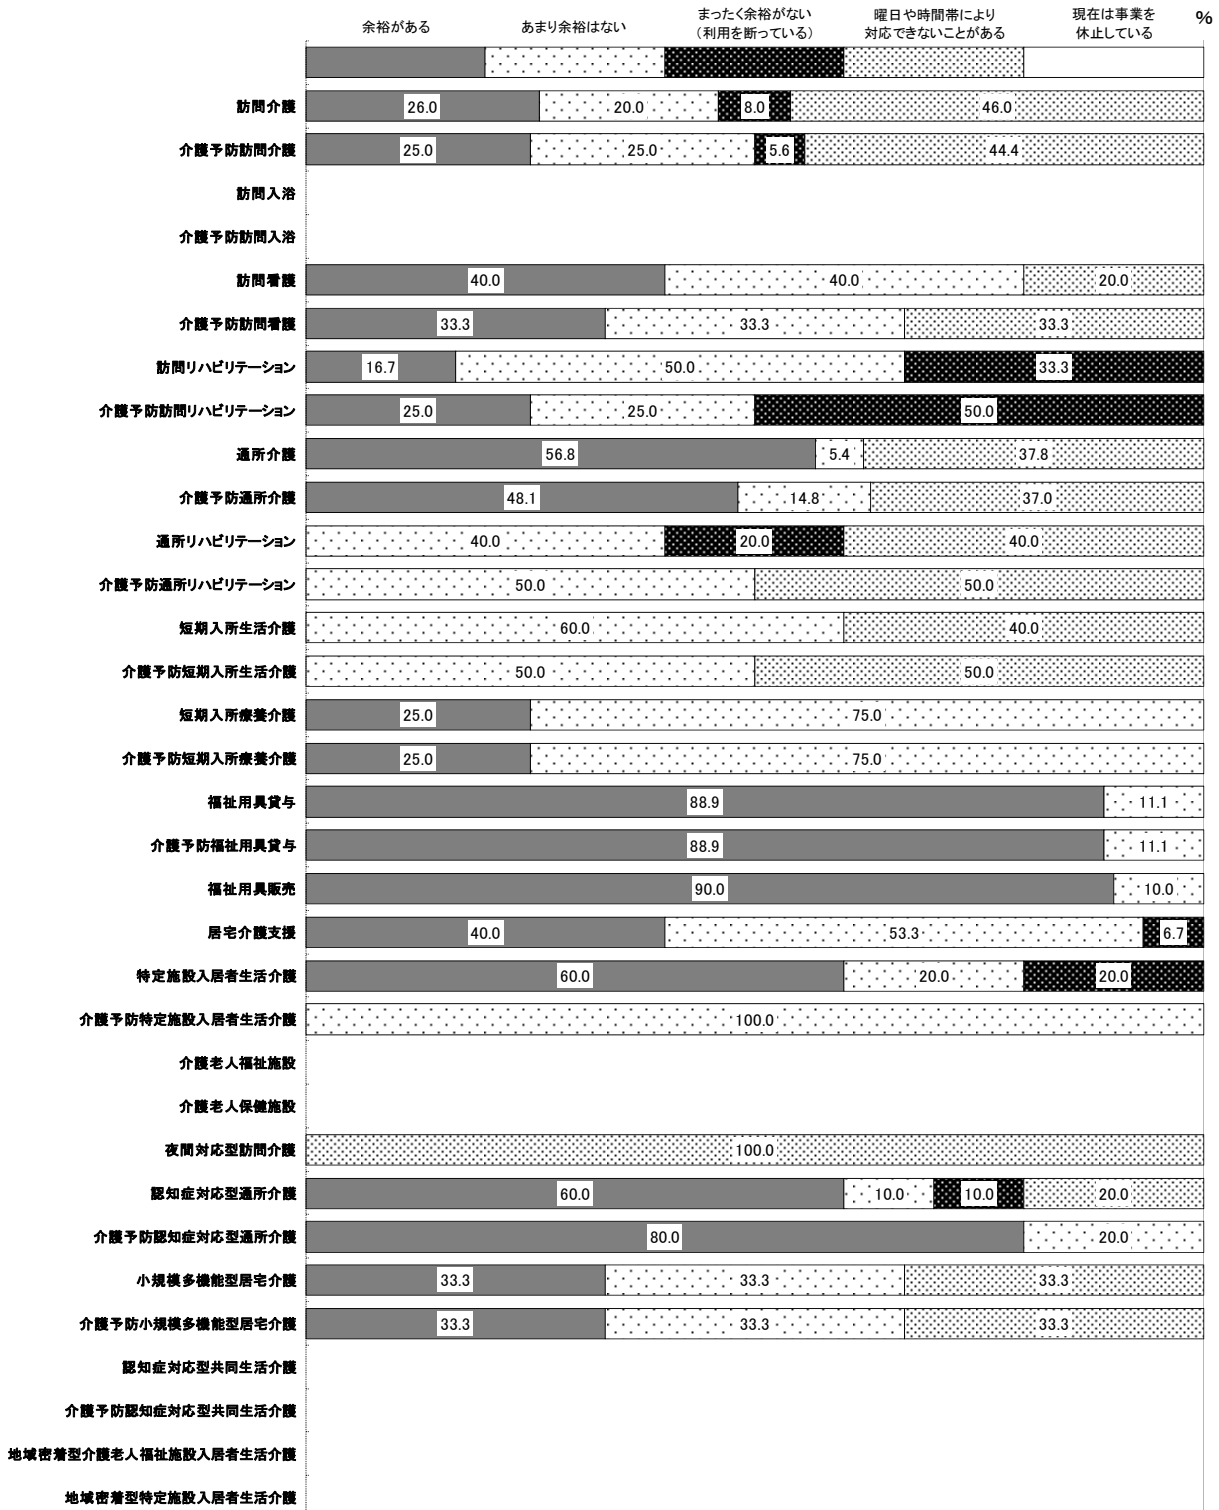 余裕がある
あまり余裕はない
まったく余裕がない
（利用を断っている）
曜日や時間帯により
対応できないことがある
現在は事業を
休止している
%
訪問介護 26.0 20.0 8.0 46.0
介護予防訪問介護 25.0 25.0 5.6 44.4
訪問入浴
介護予防訪問入浴
訪問看護 40.0 40.0 20.0
介護予防訪問看護 33.3 33.3 33.3
訪問リハビリテーション 16.7 50.0 33.3
介護予防訪問リハビリテーション 25.0 25.0 50.0
通所介護 56.8 5.4 37.8
介護予防通所介護 48.1 14.8 37.0
通所リハビリテーション 40.0 20.0 40.0
介護予防通所リハビリテーション 50.0 50.0
短期入所生活介護 60.0 40.0
介護予防短期入所生活介護 50.0 50.0
短期入所療養介護 25.0 75.0
介護予防短期入所療養介護 25.0 75.0
福祉用具貸与 88.9 11.1
介護予防福祉用具貸与 88.9 11.1
福祉用具販売 90.0 10.0
居宅介護支援 40.0 53.3 6.7
特定施設入居者生活介護 60.0 20.0 20.0
介護予防特定施設入居者生活介護 100.0
介護老人福祉施設
介護老人保健施設
夜間対応型訪問介護 100.0
認知症対応型通所介護 60.0 10.0 10.0 20.0
介護予防認知症対応型通所介護 80.0 20.0
小規模多機能型居宅介護 33.3 33.3 33.3
介護予防小規模多機能型居宅介護 33.3 33.3 33.3
認知症対応型共同生活介護
介護予防認知症対応型共同生活介護
地域密着型介護老人福祉施設入居者生活介護
地域密着型特定施設入居者生活介護